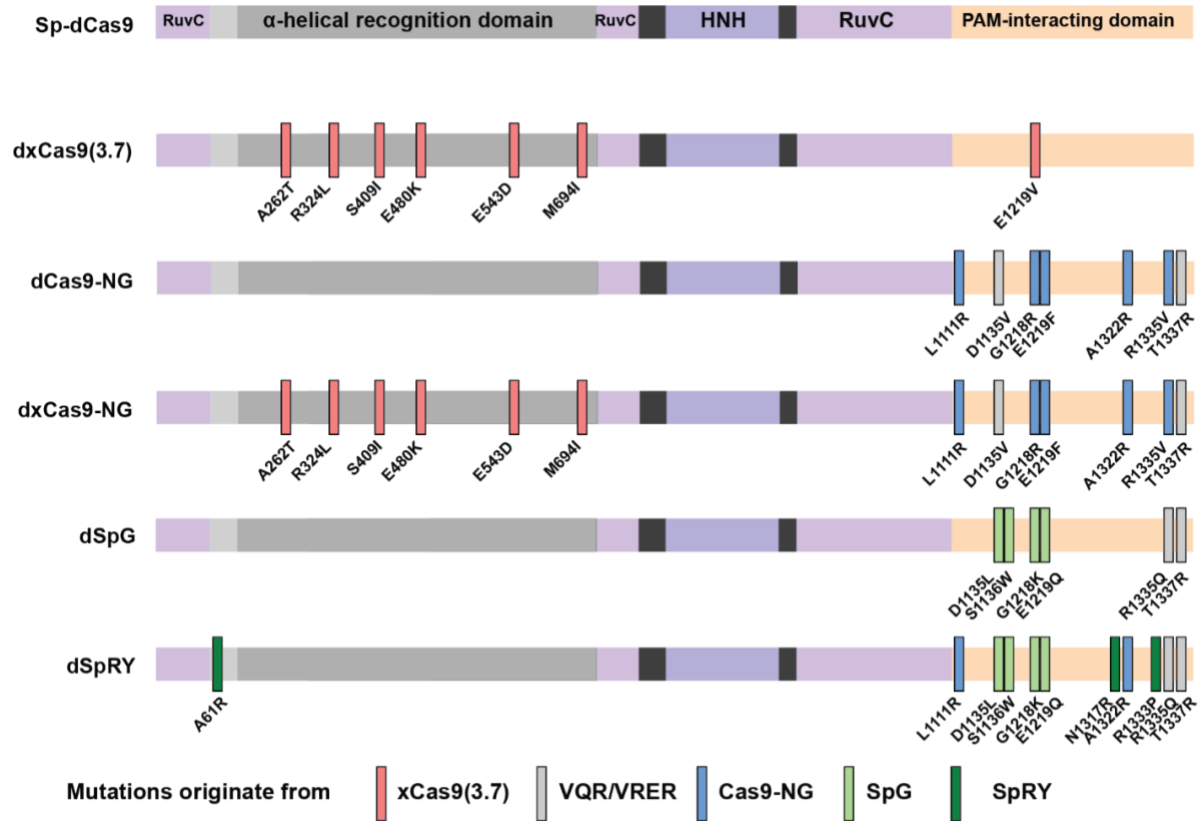 Sp-dCas9 RuvC α-helical recognition domain RuvC HNH RuvC PAM-interacting domain
dxCas9(3.7)
A262T R324L S409I E480K E543D M694I E1219V
dCas9-NG
L1111R D1135V G1218R E1219F A1322R R1335V T1337R
dxCas9-NG
A262T R324L S409I E480K E543D M694I L1111R D1135V G1218R E1219F A1322R R1335V T1337R
dSpG
D1135L S1136W G1218K E1219Q R1335Q T1337R
dSpRY
A61R L1111R D1135L S1136W G1218K E1219Q N1317R A1322R R1333P R1335Q T1337R
Mutations originate from xCas9(3.7) VQR/VRER Cas9-NG SpG SpRY